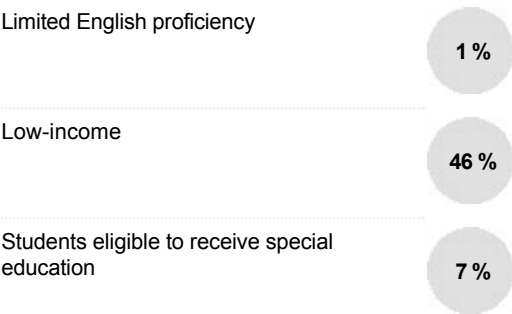 Limited English proficiency
1 %
Low-income
46 %
Students eligible to receive special
education
7 %